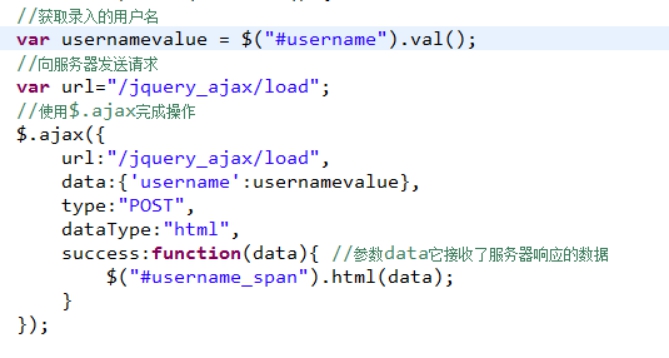 //获取录入的用户名
var usernamevalue = $("#username").val();
//向服务器发送请求
var url="/jquery_ajax/load";
//使用$.ajax完成操作
$.ajax({
    url:"/jquery_ajax/load",
    data:{'username':usernamevalue},
    type:"POST",
    dataType:"html",
    success:function(data){ //参数data它接收了服务器响应的数据
        $("#username_span").html(data);
    }
});